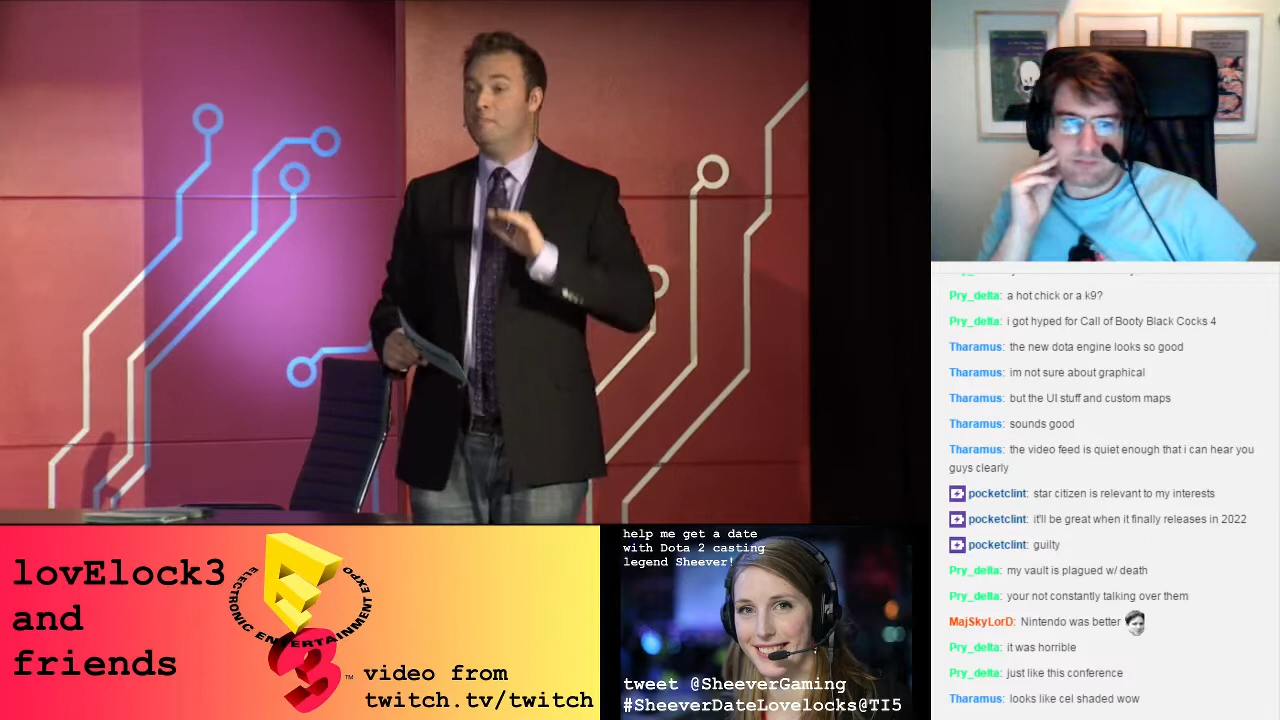 Pry_delta: a hot chick or a k9?
Pry_delta: i got hyped for Call of Booty Black Cocks 4
Tharamus: the new dota engine looks so good
Tharamus: im not sure about graphical
Tharamus: but the UI stuff and custom maps
Tharamus: sounds good
Tharamus: the video feed is quiet enough that i can hear you
guys clearly
pocketclint: star citizen is relevant to my interests
pocketclint: it'll be great when it finally releases in 2022
pocketclint: guilty
Pry_delta: my vault is plagued w/ death
Pry_delta: your not constantly talking over them
MajSkyLorD: Nintendo was better
Pry_delta: it was horrible
Pry_delta: just like this conference
Tharamus: looks like cel shaded wow
lovElock3
and
friends
E3
ELECTRONIC ENTERTAINMENT EXPO
TM
video from
twitch.tv/twitch
help me get a date
with Dota 2 casting
legend Sheever!
tweet @SheeverGaming
#SheeverDateLovelocks@TI5